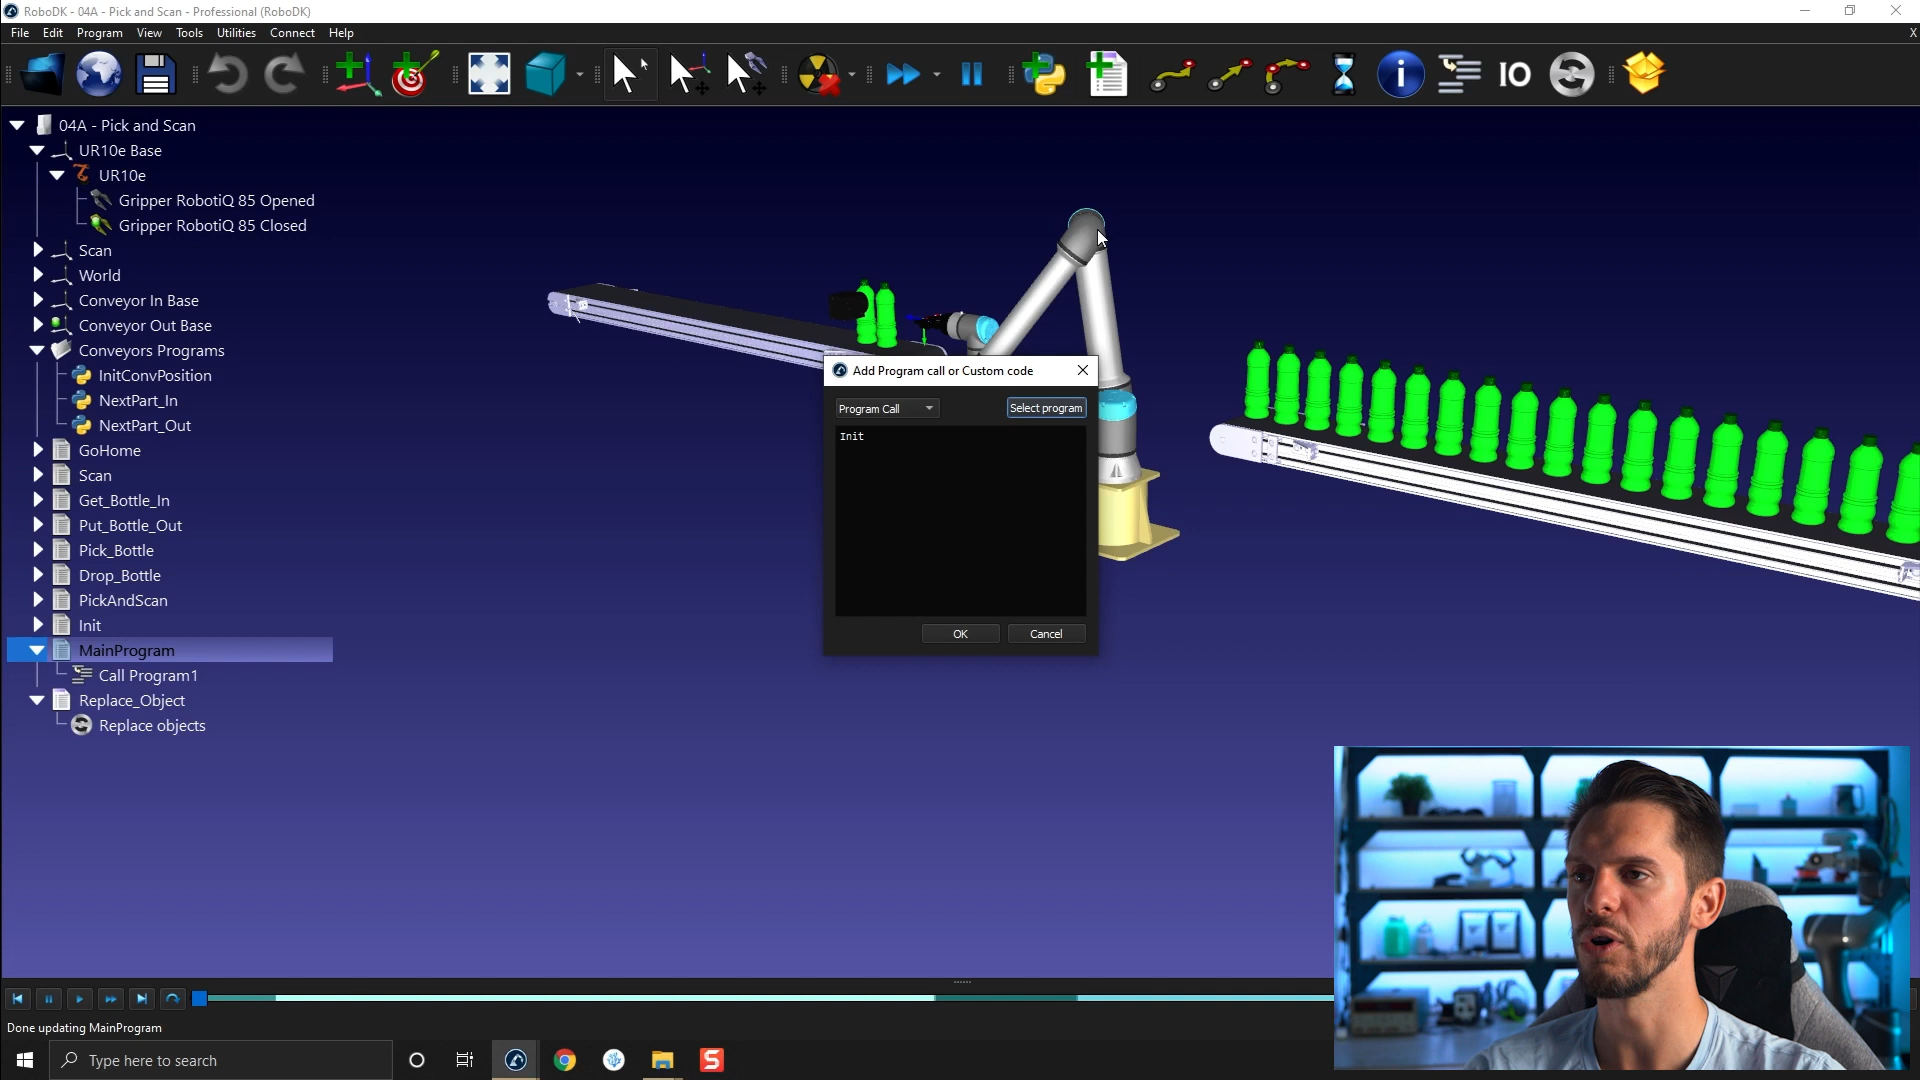 RoboDK - 04A - Pick and Scan - Professional (RoboDK)
File Edit Program View Tools Utilities Connect Help
X
IO
04A - Pick and Scan
UR10e Base
UR10e
Gripper RobotiQ 85 Opened
Gripper RobotiQ 85 Closed
Scan
World
Conveyor In Base
Conveyor Out Base
Conveyors Programs
InitConvPosition
NextPart_In
NextPart_Out
GoHome
Scan
Get_Bottle_In
Put_Bottle_Out
Pick_Bottle
Drop_Bottle
PickAndScan
Init
MainProgram
Call Program1
Replace_Object
Replace objects
Add Program call or Custom code
Program Call
Select program
Init
OK
Cancel
Done updating MainProgram
Type here to search